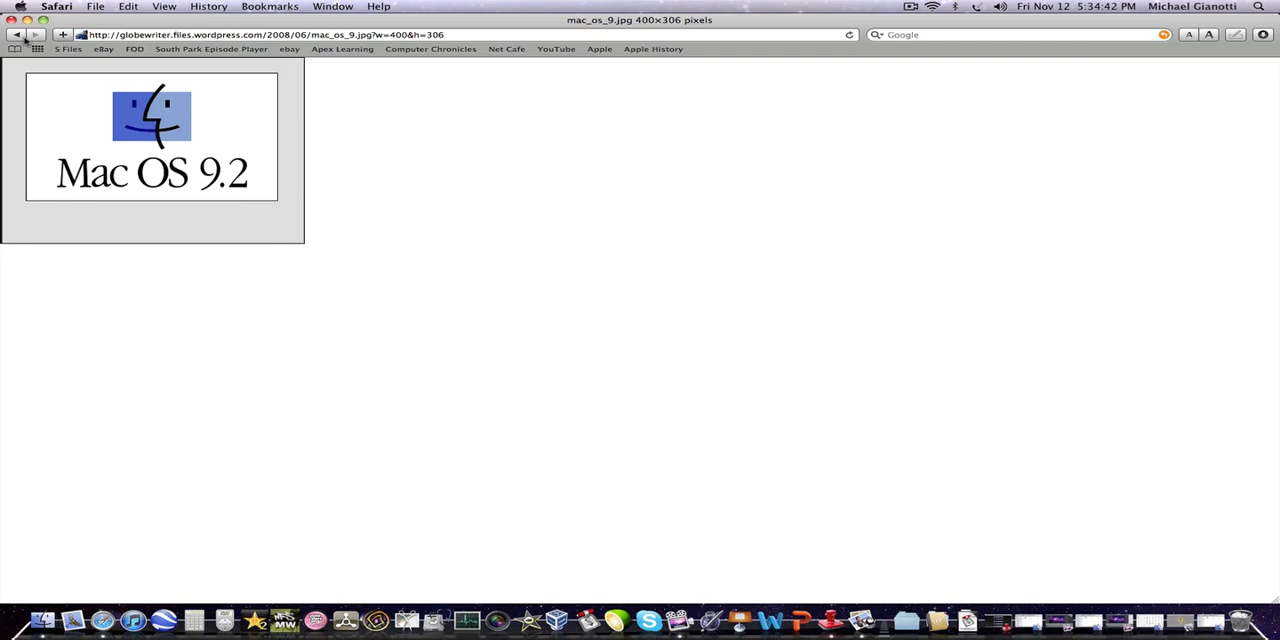 Safari File Edit View History Bookmarks Window Help Fri Nov 12 5:34:42 PM Michael Gianotti
mac_os_9.jpg 400×306 pixels
http://globewriter.files.wordpress.com/2008/06/mac_os_9.jpg?w=400&h=306 Google A A
S Files eBay FOD South Park Episode Player ebay Apex Learning Computer Chronicles Net Cafe YouTube Apple Apple History
Mac OS 9.2
MW